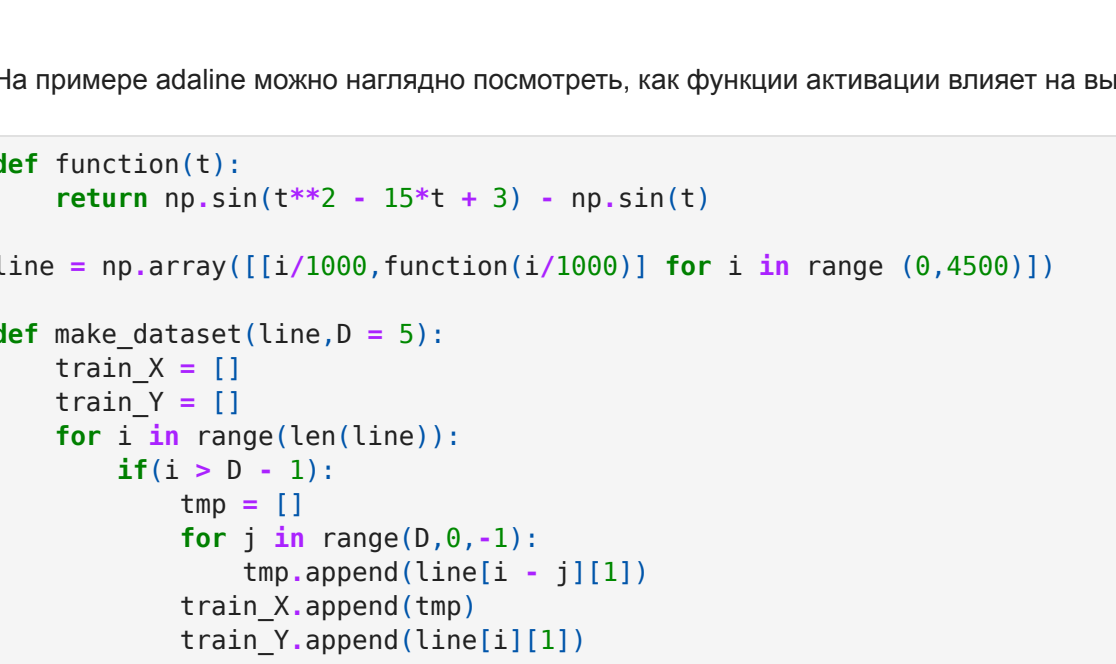 На примере adaline можно наглядно посмотреть, как функции активации влияет на вы
def function(t):
    return np.sin(t**2 - 15*t + 3) - np.sin(t)
line = np.array([[i/1000,function(i/1000)] for i in range (0,4500)])
def make_dataset(line,D = 5):
    train_X = []
    train_Y = []
    for i in range(len(line)):
        if(i > D - 1):
            tmp = []
            for j in range(D,0,-1):
                tmp.append(line[i - j][1])
            train_X.append(tmp)
            train_Y.append(line[i][1])